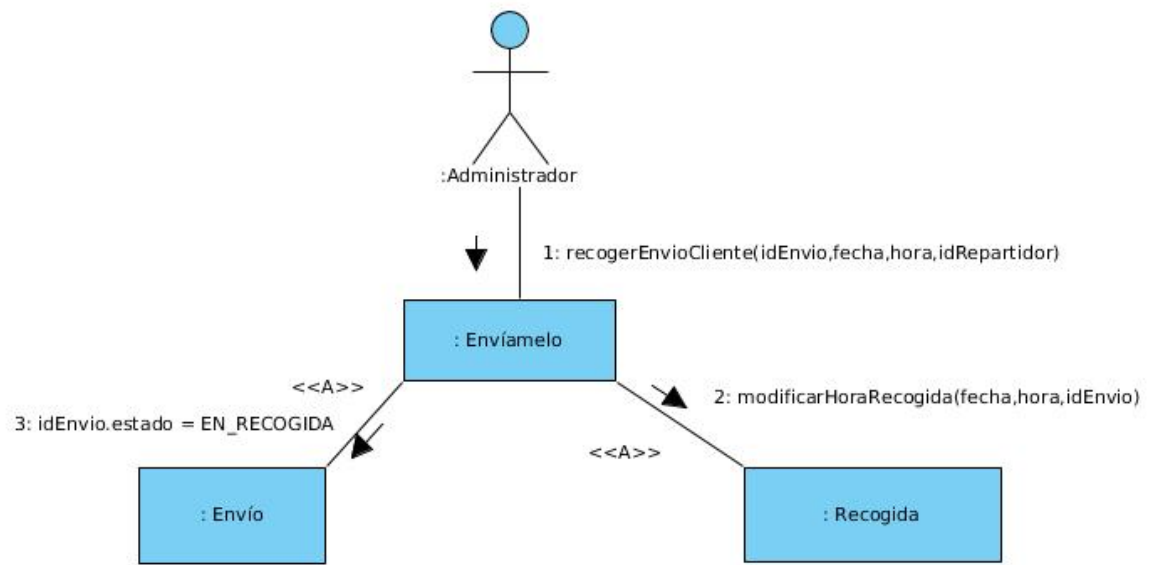 :Administrador
1: recogerEnvioCliente(idEnvio,fecha,hora,idRepartidor)
: Envíamelo
<<A>>
2: modificarHoraRecogida(fecha,hora,idEnvio)
3: idEnvio.estado = EN_RECOGIDA
<<A>>
: Envío
: Recogida